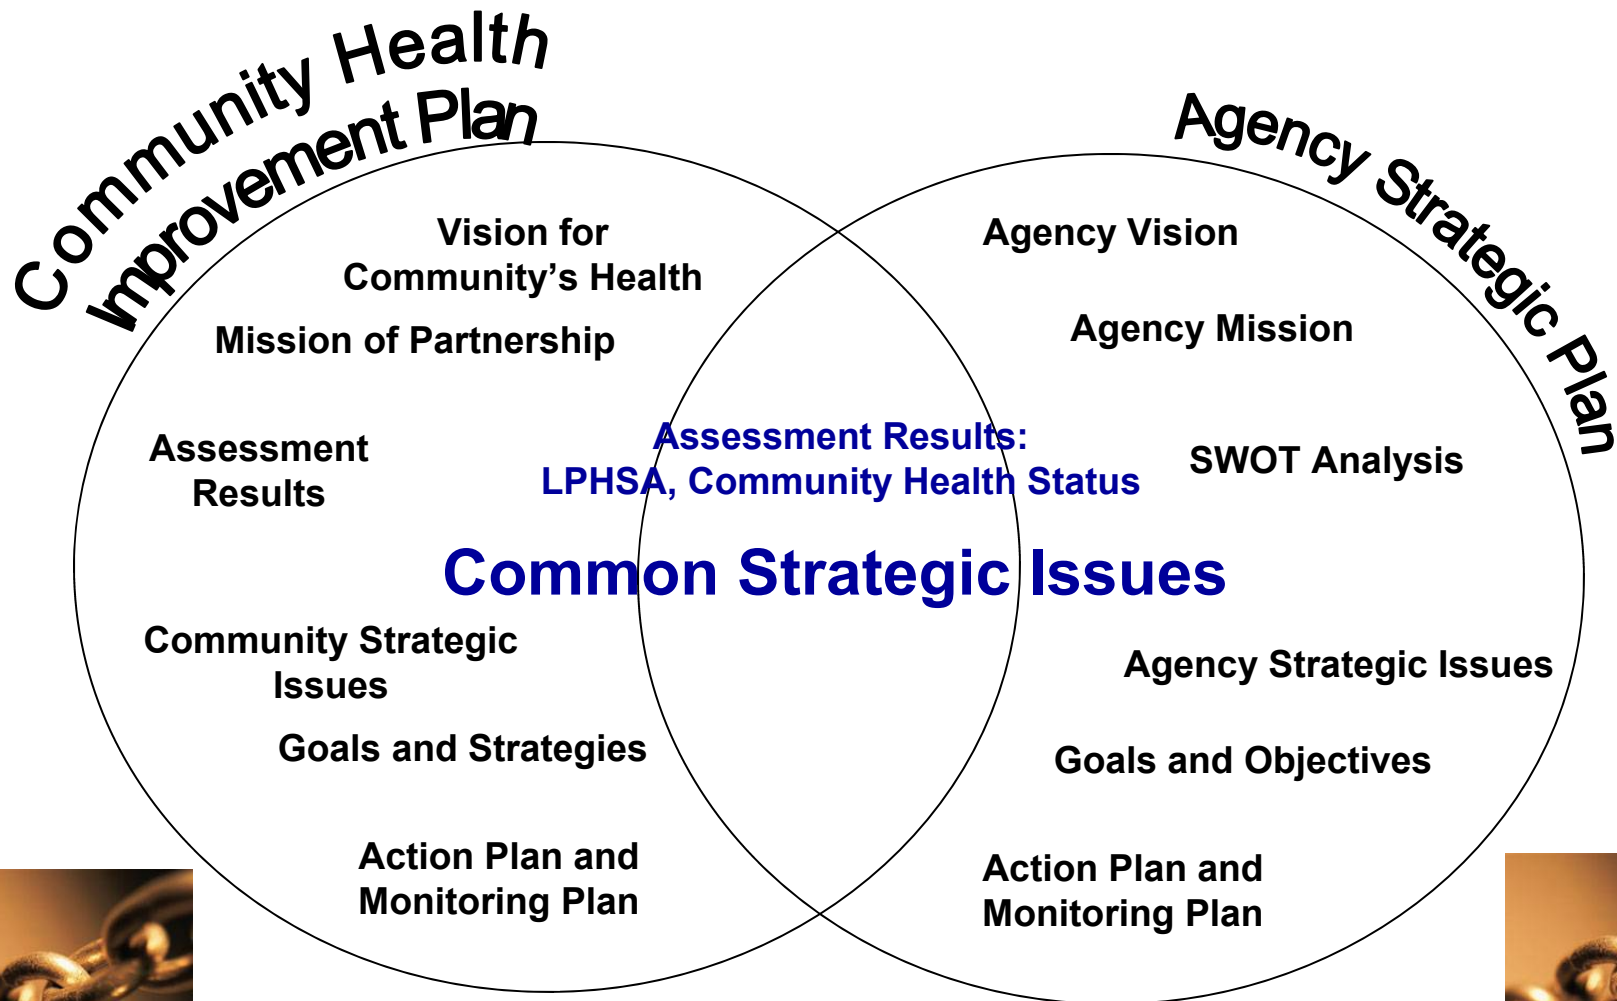 Community Health
Improvement Plan
Agency Strategic Plan
Vision for
Community's Health
Mission of Partnership
Assessment
Results
Community Strategic
Issues
Goals and Strategies
Action Plan and
Monitoring Plan
Assessment Results:
LPHSA, Community Health Status
Common Strategic Issues
Agency Vision
Agency Mission
SWOT Analysis
Agency Strategic Issues
Goals and Objectives
Action Plan and
Monitoring Plan